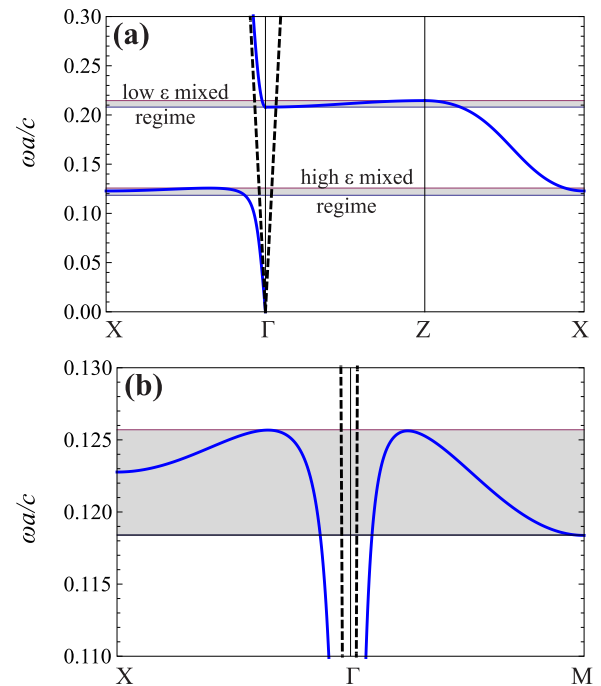 (a)
0.30
0.25
0.20
0.15
0.10
0.05
0.00
ωa/c
low ε mixed
regime
high ε mixed
regime
X Γ Z X
(b)
0.130
0.125
0.120
0.115
0.110
ωa/c
X Γ M